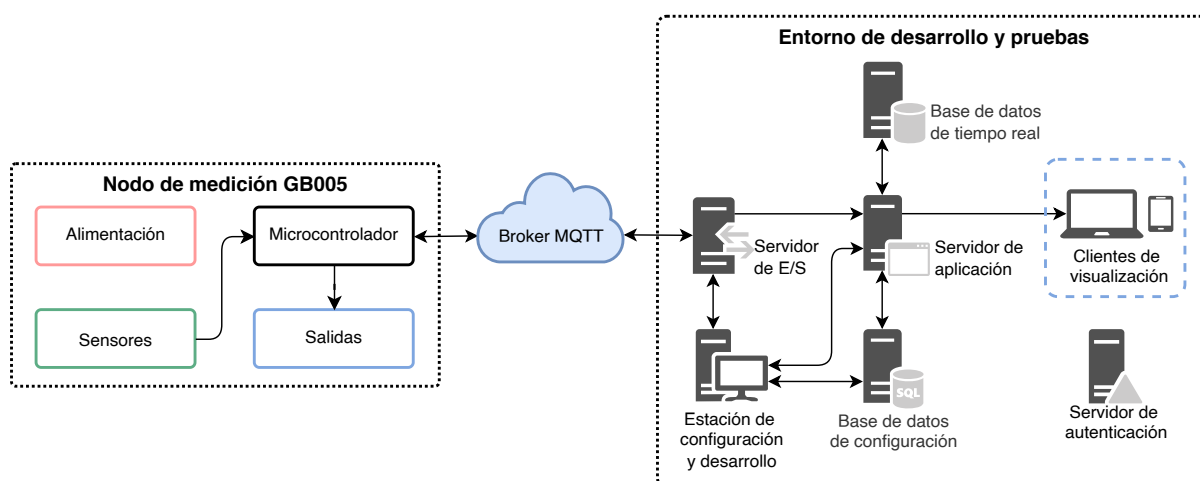 Entorno de desarrollo y pruebas
Base de datos
de tiempo real
Nodo de medición GB005
Alimentación
Microcontrolador
Sensores
Salidas
Broker MQTT
Servidor
de E/S
Servidor de
aplicación
Clientes de
visualización
Estación de
configuración
y desarrollo
SQL
Base de datos
de configuración
Servidor de
autenticación